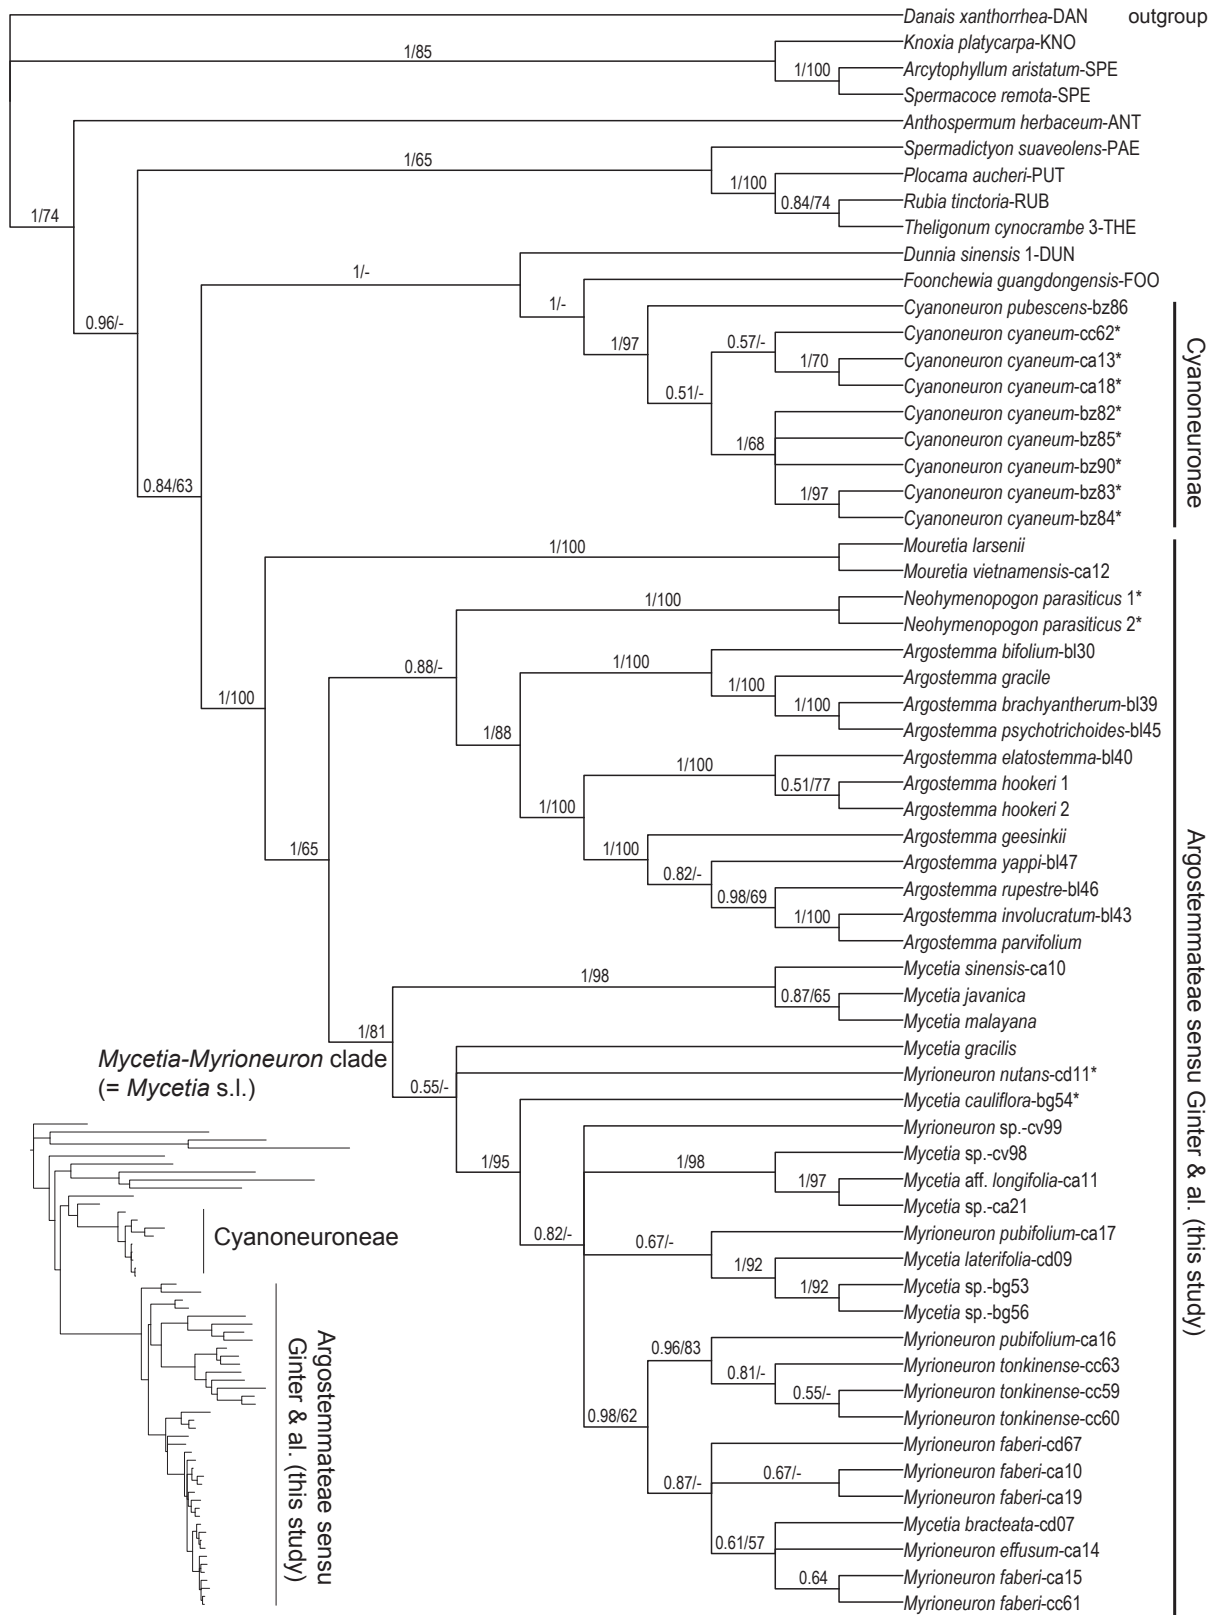 Danais xanthorrhea-DAN outgroup
Knoxia platycarpa-KNO
1/85
Arcytophyllum aristatum-SPE
1/100
Spermacoce remota-SPE
Anthospermum herbaceum-ANT
Spermadictyon suaveolens-PAE
1/65
Plocama aucheri-PUT
1/100
Rubia tinctoria-RUB
0.84/74
1/74
Theligonum cynocrambe 3-THE
Dunnia sinensis 1-DUN
1/-
Foonchewia guangdongensis-FOO
1/-
Cyanoneuron pubescens-bz86
0.96/-
Cyanoneuron cyaneum-cc62*
1/97
0.57/-
Cyanoneuron cyaneum-ca13*
1/70
Cyanoneuron cyaneum-ca18*
0.51/-
Cyanoneuron cyaneum-bz82*
Cyanoneuron cyaneum-bz85*
1/68
Cyanoneuron cyaneum-bz90*
0.84/63
Cyanoneuron cyaneum-bz83*
1/97
Cyanoneuron cyaneum-bz84*
Cyanoneuronae
Mouretia larsenii
1/100
Mouretia vietnamensis-ca12
Neohymenopogon parasiticus 1*
1/100
Neohymenopogon parasiticus 2*
Argostemma bifolium-bl30
0.88/-
1/100
Argostemma gracile
1/100
Argostemma brachyantherum-bl39
1/100
1/100
Argostemma psychotrichoides-bl45
1/88
Argostemma elatostemma-bl40
1/100
Argostemma hookeri 1
0.51/77
Argostemma hookeri 2
1/100
Argostemma geesinkii
1/65
1/100
Argostemma yappi-bl47
0.82/-
Argostemma rupestre-bl46
0.98/69
Argostemma involucratum-bl43
1/100
Argostemma parvifolium
Mycetia sinensis-ca10
1/98
Mycetia javanica
0.87/65
Mycetia malayana
1/81
Mycetia gracilis
Mycetia-Myrioneuron clade
(= Mycetia s.l.)
Myrioneuron nutans-cd11*
0.55/-
Mycetia cauliflora-bg54*
Myrioneuron sp.-cv99
Mycetia sp.-cv98
1/95
1/98
Mycetia aff. longifolia-ca11
1/97
Mycetia sp.-ca21
0.82/-
Myrioneuron pubifolium-ca17
0.67/-
Mycetia laterifolia-cd09
1/92
Mycetia sp.-bg53
1/92
Mycetia sp.-bg56
Myrioneuron pubifolium-ca16
0.96/83
Myrioneuron tonkinense-cc63
0.81/-
Myrioneuron tonkinense-cc59
0.55/-
Myrioneuron tonkinense-cc60
0.98/62
Myrioneuron faberi-cd67
Myrioneuron faberi-ca10
0.67/-
0.87/-
Myrioneuron faberi-ca19
Mycetia bracteata-cd07
0.61/57
Myrioneuron effusum-ca14
Myrioneuron faberi-ca15
0.64
Myrioneuron faberi-cc61
1/100
Argostemmateae sensu Ginter & al. (this study)
Cyanoneuroneae
Argostemmateae sensu
Ginter & al. (this
study)